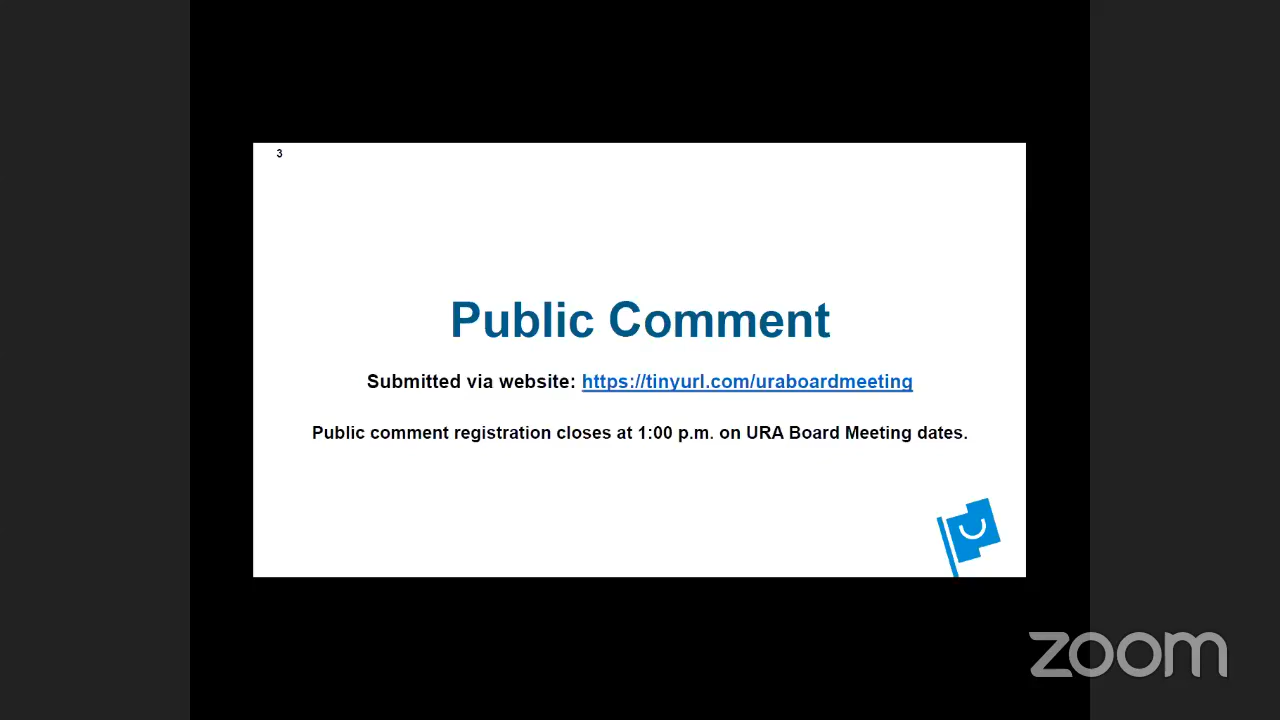 3
Public Comment
Submitted via website: https://tinyurl.com/uraboardmeeting
Public comment registration closes at 1:00 p.m. on URA Board Meeting dates.
zoom